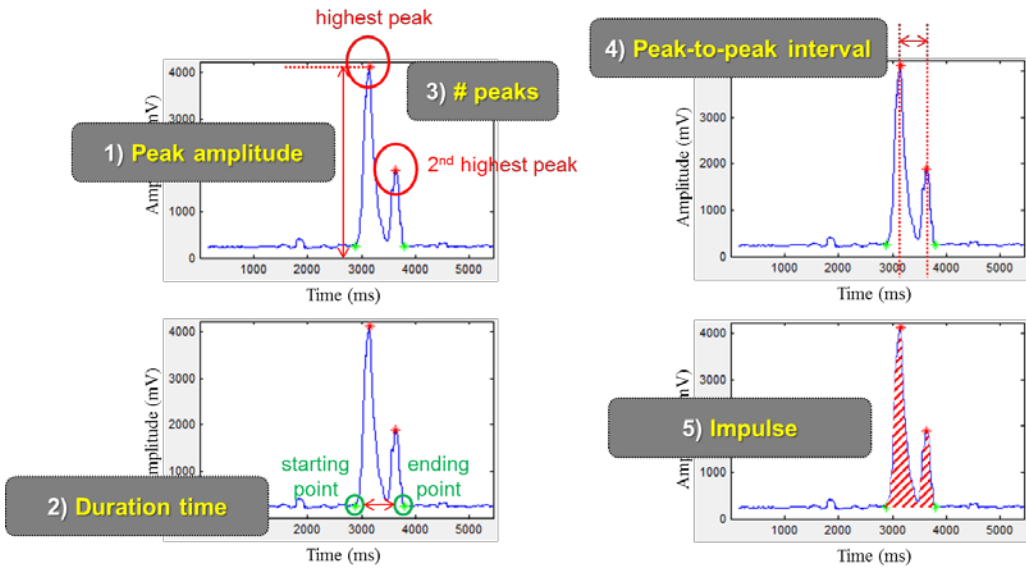 highest peak
4) Peak-to-peak interval
3) # peaks
1) Peak amplitude
2nd highest peak
4000
1000
0
1000 2000 3000 4000 5000
Time (ms)
3000
2000
1000
0
Amplitude (mV)
1000 2000 3000 4000 5000
Time (ms)
4000
3000
2000
1000
starting point
ending point
2) Duration time
1000 2000 3000 4000 5000
Time (ms)
4000
3000
0
5) Impulse
1000 2000 3000 4000 5000
Time (ms)